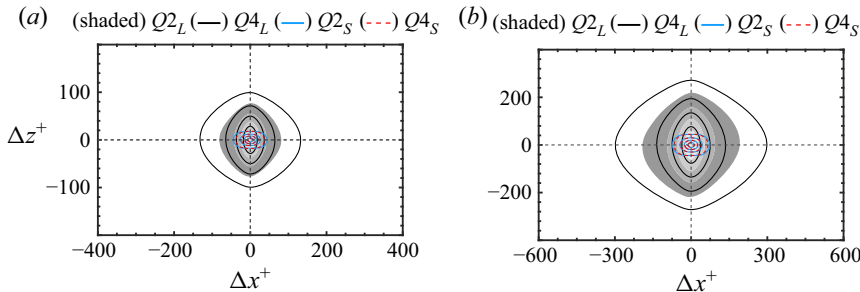 (a) (shaded) Q2_L (—) Q4_L (—) Q2_S (---) Q4_S
100
Δz⁺ 0
−100
−400 −200 0 200 400
Δx⁺
(b) (shaded) Q2_L (—) Q4_L (—) Q2_S (---) Q4_S
200
0
−200
−600 −300 0 300 600
Δx⁺